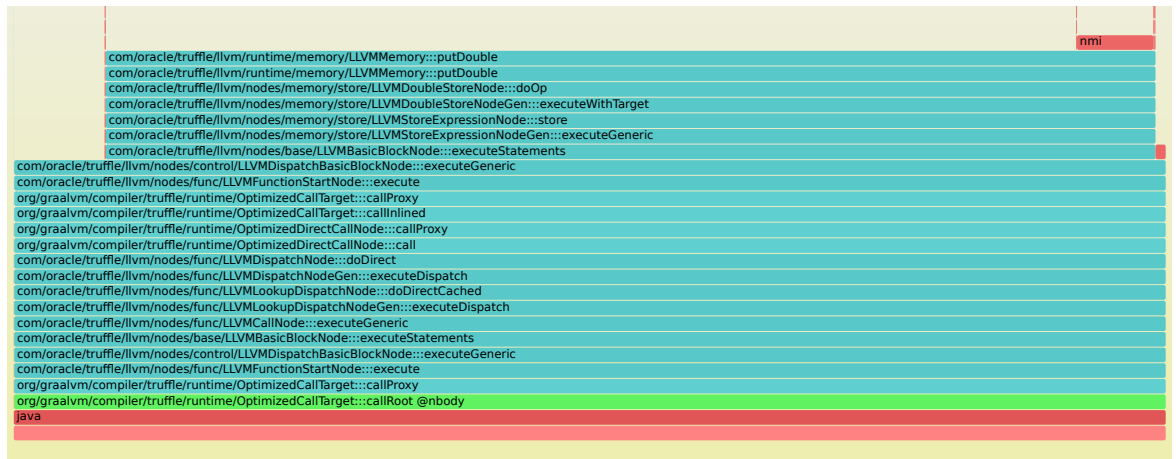 nmi
com/oracle/truffle/llvm/runtime/memory/LLVMMemory:::putDouble
com/oracle/truffle/llvm/runtime/memory/LLVMMemory:::putDouble
com/oracle/truffle/llvm/nodes/memory/store/LLVMDoubleStoreNode:::doOp
com/oracle/truffle/llvm/nodes/memory/store/LLVMDoubleStoreNodeGen:::executeWithTarget
com/oracle/truffle/llvm/nodes/memory/store/LLVMStoreExpressionNode:::store
com/oracle/truffle/llvm/nodes/memory/store/LLVMStoreExpressionNodeGen:::executeGeneric
com/oracle/truffle/llvm/nodes/base/LLVMBasicBlockNode:::executeStatements
com/oracle/truffle/llvm/nodes/control/LLVMDispatchBasicBlockNode:::executeGeneric
com/oracle/truffle/llvm/nodes/func/LLVMFunctionStartNode:::execute
org/graalvm/compiler/truffle/runtime/OptimizedCallTarget:::callProxy
org/graalvm/compiler/truffle/runtime/OptimizedCallTarget:::callInlined
org/graalvm/compiler/truffle/runtime/OptimizedDirectCallNode:::callProxy
org/graalvm/compiler/truffle/runtime/OptimizedDirectCallNode:::call
com/oracle/truffle/llvm/nodes/func/LLVMDispatchNode:::doDirect
com/oracle/truffle/llvm/nodes/func/LLVMDispatchNodeGen:::executeDispatch
com/oracle/truffle/llvm/nodes/func/LLVMLookupDispatchNode:::doDirectCached
com/oracle/truffle/llvm/nodes/func/LLVMLookupDispatchNodeGen:::executeDispatch
com/oracle/truffle/llvm/nodes/func/LLVMCallNode:::executeGeneric
com/oracle/truffle/llvm/nodes/base/LLVMBasicBlockNode:::executeStatements
com/oracle/truffle/llvm/nodes/control/LLVMDispatchBasicBlockNode:::executeGeneric
com/oracle/truffle/llvm/nodes/func/LLVMFunctionStartNode:::execute
org/graalvm/compiler/truffle/runtime/OptimizedCallTarget:::callProxy
org/graalvm/compiler/truffle/runtime/OptimizedCallTarget:::callRoot @nbody
java